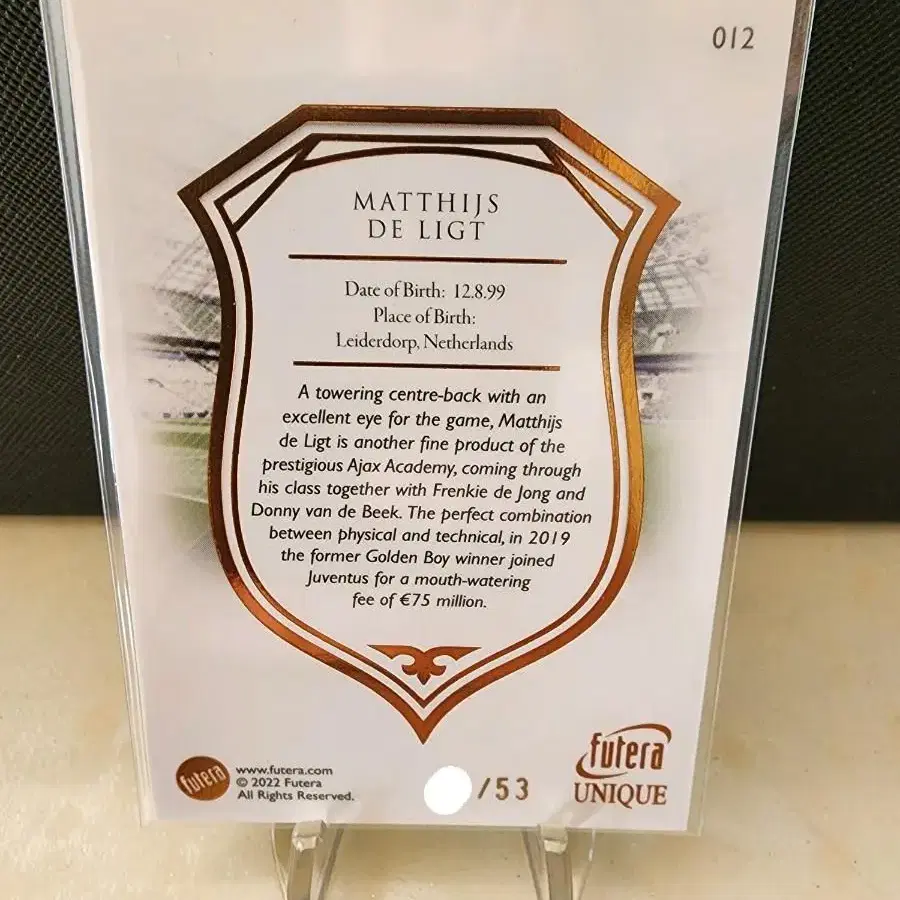 012
MATTHIJS
DE LIGT
Date of Birth: 12.8.99
Place of Birth:
Leiderdorp, Netherlands
A towering centre-back with an
excellent eye for the game, Matthijs
de Ligt is another fine product of the
prestigious Ajax Academy, coming through
his class together with Frenkie de Jong and
Donny van de Beek. The perfect combination
between physical and technical, in 2019
the former Golden Boy winner joined
Juventus for a mouth-watering
fee of €75 million.
futera
www.futera.com
© 2022 Futera
All Rights Reserved.
/53
futera
UNIQUE